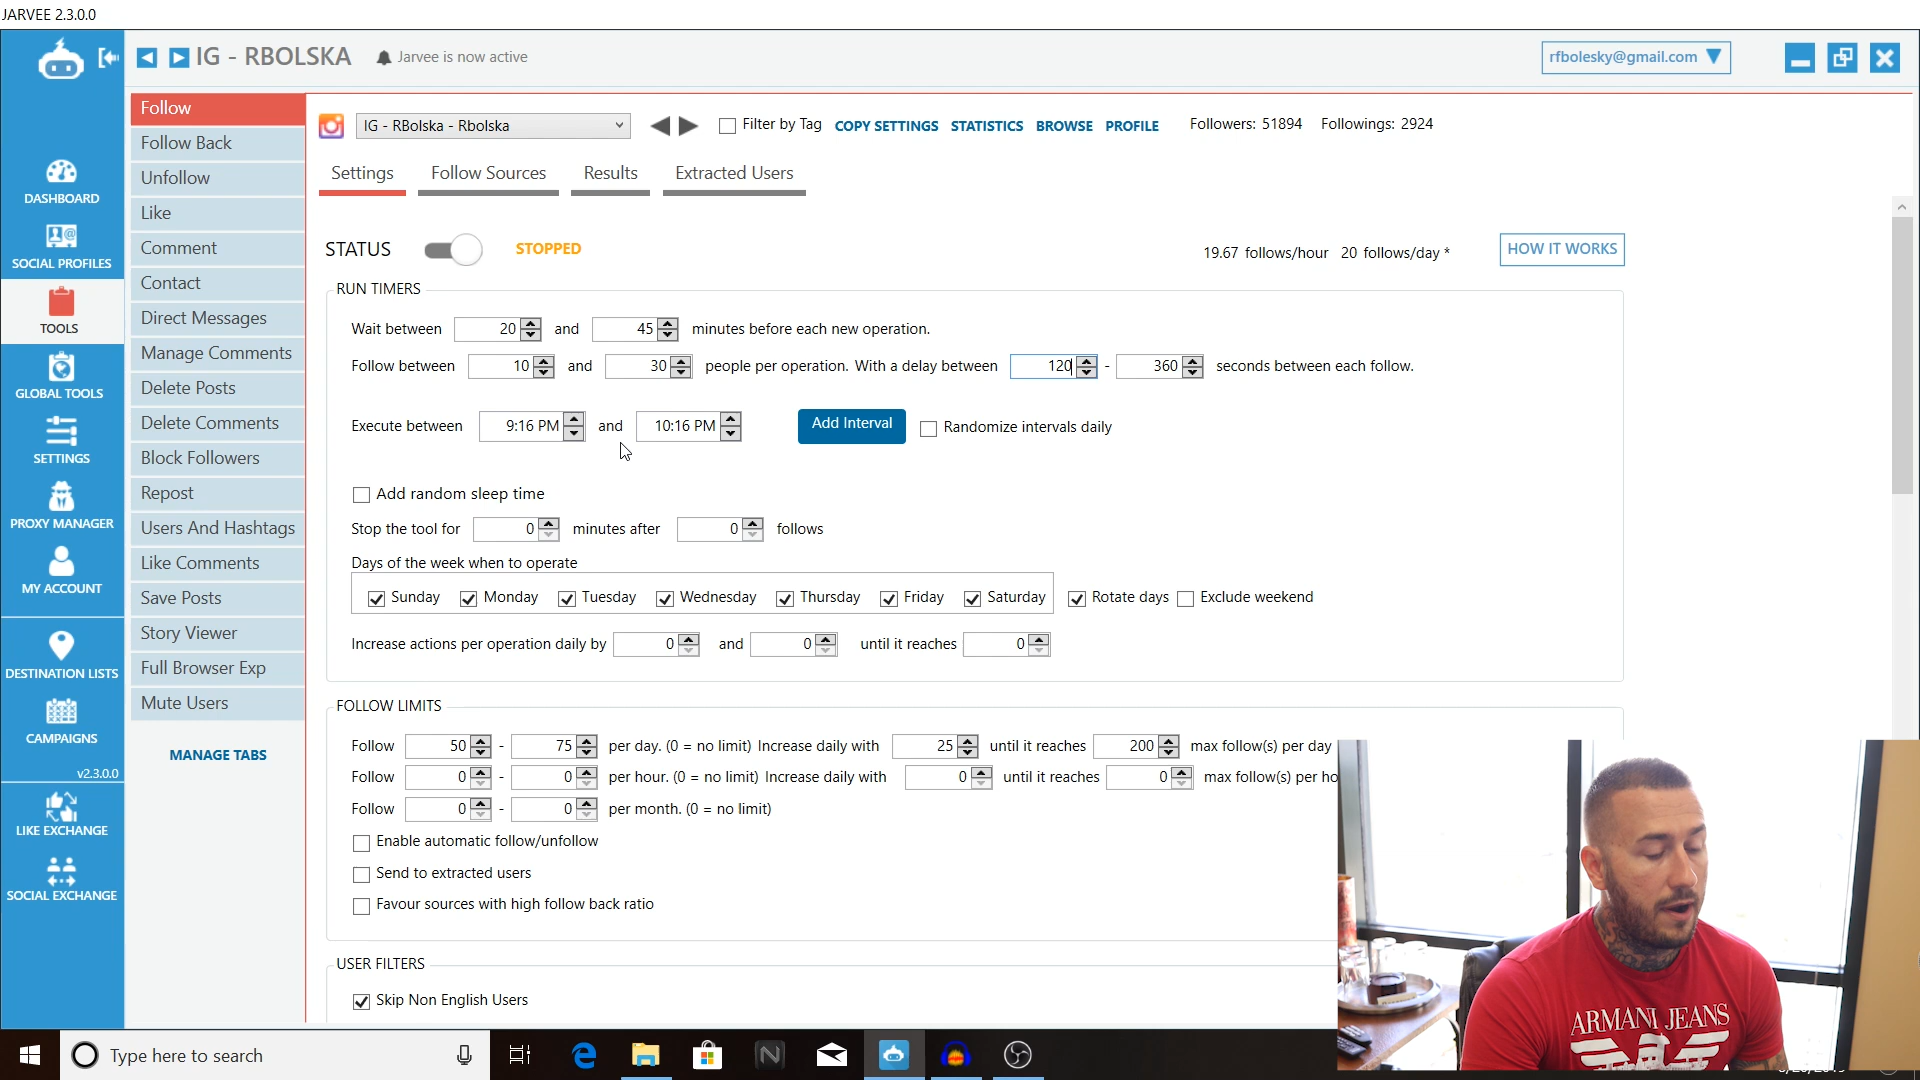 JARVEE 2.3.0.0
IG - RBOLSKA
Jarvee is now active
rfbolesky@gmail.com
DASHBOARD
SOCIAL PROFILES
TOOLS
GLOBAL TOOLS
SETTINGS
PROXY MANAGER
MY ACCOUNT
DESTINATION LISTS
CAMPAIGNS
v2.3.0.0
LIKE EXCHANGE
SOCIAL EXCHANGE
Follow
Follow Back
Unfollow
Like
Comment
Contact
Direct Messages
Manage Comments
Delete Posts
Delete Comments
Block Followers
Repost
Users And Hashtags
Like Comments
Save Posts
Story Viewer
Full Browser Exp
Mute Users
MANAGE TABS
IG - RBolska - Rbolska
Filter by Tag COPY SETTINGS STATISTICS BROWSE PROFILE Followers: 51894 Followings: 2924
Settings Follow Sources Results Extracted Users
STATUS STOPPED 19.67 follows/hour 20 follows/day * HOW IT WORKS
RUN TIMERS
Wait between 20 and 45 minutes before each new operation.
Follow between 10 and 30 people per operation. With a delay between 120 - 360 seconds between each follow.
Execute between 9:16 PM and 10:16 PM Add Interval Randomize intervals daily
Add random sleep time
Stop the tool for 0 minutes after 0 follows
Days of the week when to operate
Sunday Monday Tuesday Wednesday Thursday Friday Saturday Rotate days Exclude weekend
Increase actions per operation daily by 0 and 0 until it reaches 0
FOLLOW LIMITS
Follow 50 - 75 per day. (0 = no limit) Increase daily with 25 until it reaches 200 max follow(s) per day
Follow 0 - 0 per hour. (0 = no limit) Increase daily with 0 until it reaches 0 max follow(s) per ho
Follow 0 - 0 per month. (0 = no limit)
Enable automatic follow/unfollow
Send to extracted users
Favour sources with high follow back ratio
USER FILTERS
Skip Non English Users
ARMANI JEANS
Type here to search